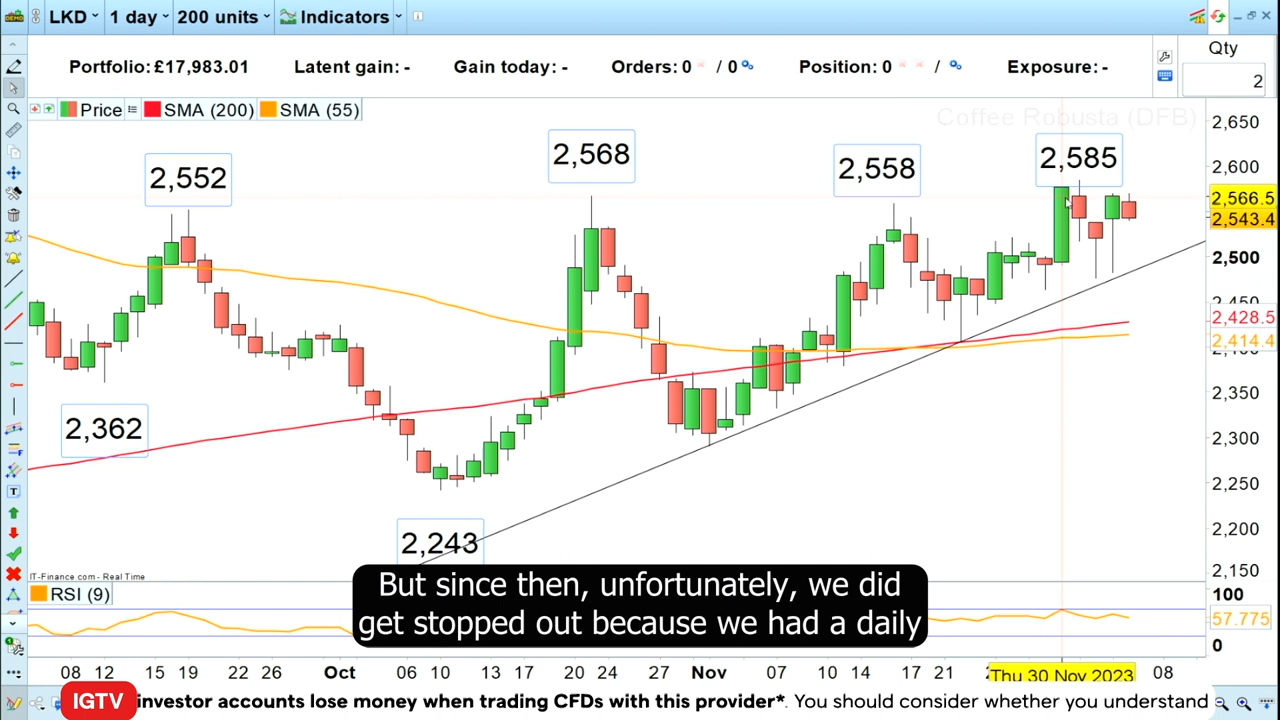 LKD 1 day 200 units Indicators
Portfolio: £17,983.01 Latent gain: - Gain today: - Orders: 0 / 0 Position: 0 / Exposure: -
Qty
2
Price SMA (200) SMA (55)
Coffee Robusta (DFB)
2,552
2,568
2,558
2,585
2,362
2,243
2,650
2,600
2,566.5
2,543.4
2,500
2,450
2,428.5
2,414.4
2,400
2,350
2,300
2,250
2,200
2,150
IT-Finance.com - Real Time
RSI (9)
100
57.775
0
But since then, unfortunately, we did
get stopped out because we had a daily
08 12 15 18 22 26 Oct 06 10 13 17 20 24 27 Nov 07 10 14 17 21 24 Thu 30 Nov 2023 08
IGTV investor accounts lose money when trading CFDs with this provider*. You should consider whether you understand